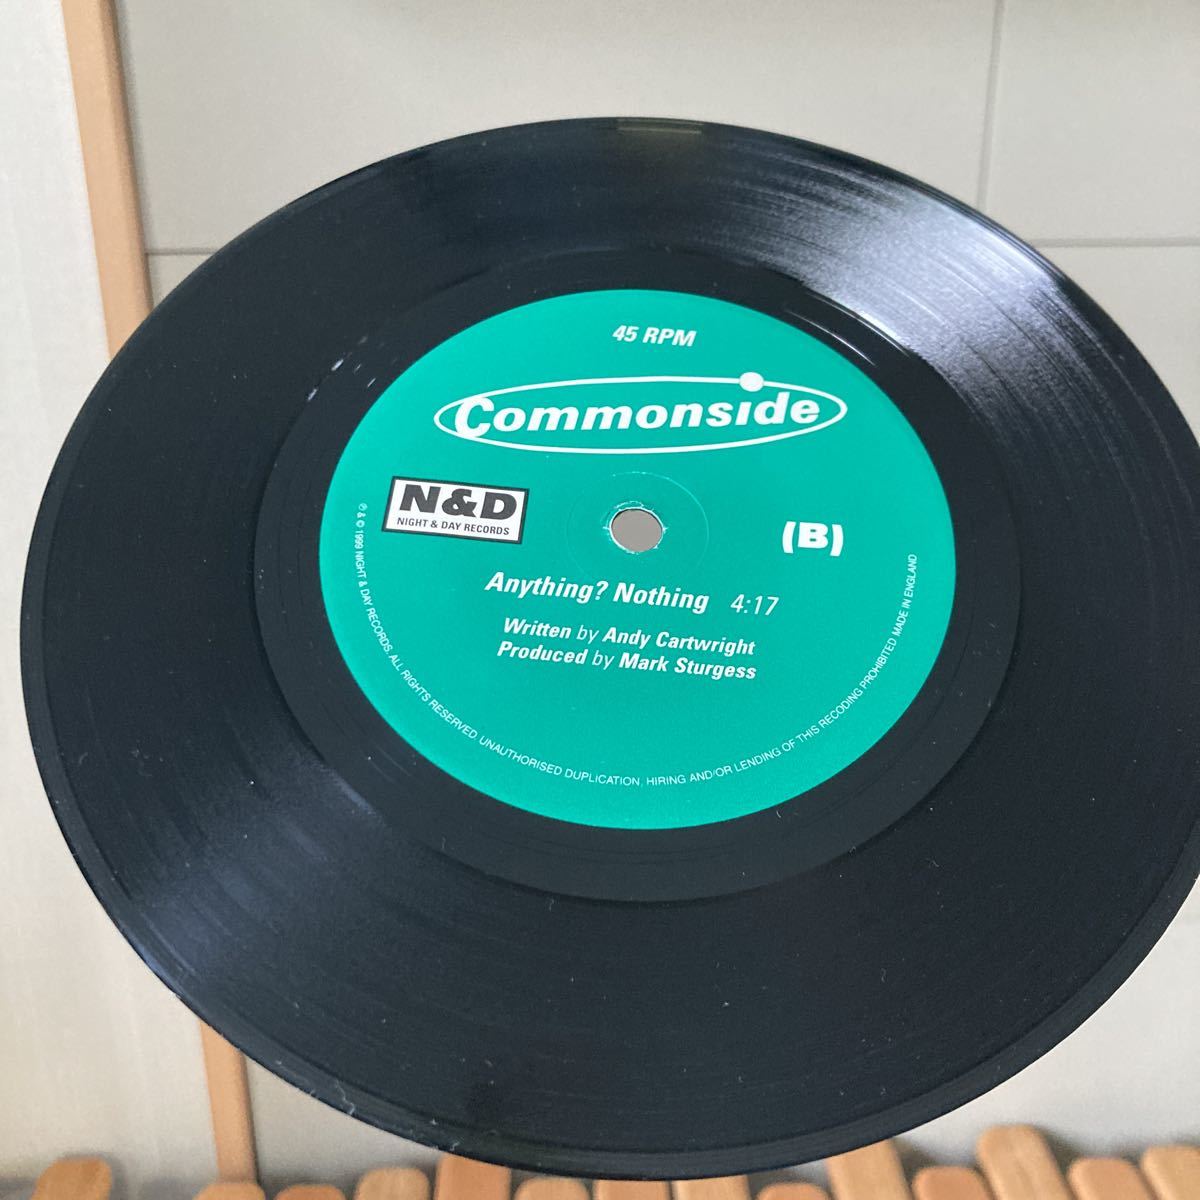 45 RPM
Commonside
N&D
NIGHT & DAY RECORDS
(B)
Anything? Nothing 4:17
Written by Andy Cartwright
Produced by Mark Sturgess
℗ & © 1999 NIGHT & DAY RECORDS. ALL RIGHTS RESERVED. UNAUTHORISED DUPLICATION, HIRING AND/OR LENDING OF THIS RECODING PROHIBITED MADE IN ENGLAND